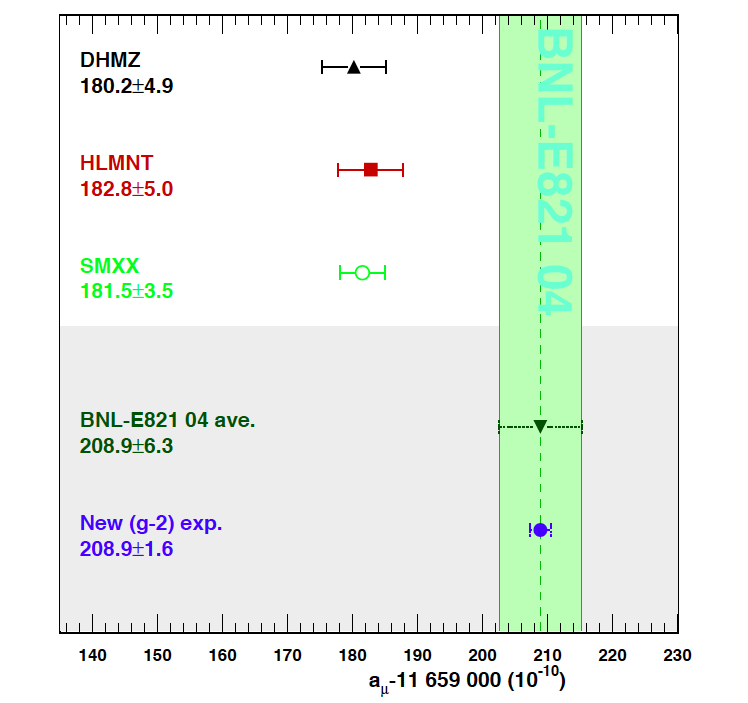 DHMZ
180.2±4.9
HLMNT
182.8±5.0
SMXX
181.5±3.5
BNL-E821 04
BNL-E821 04 ave.
208.9±6.3
New (g-2) exp.
208.9±1.6
140 150 160 170 180 190 200 210 220 230
aμ-11 659 000 (10⁻¹⁰)